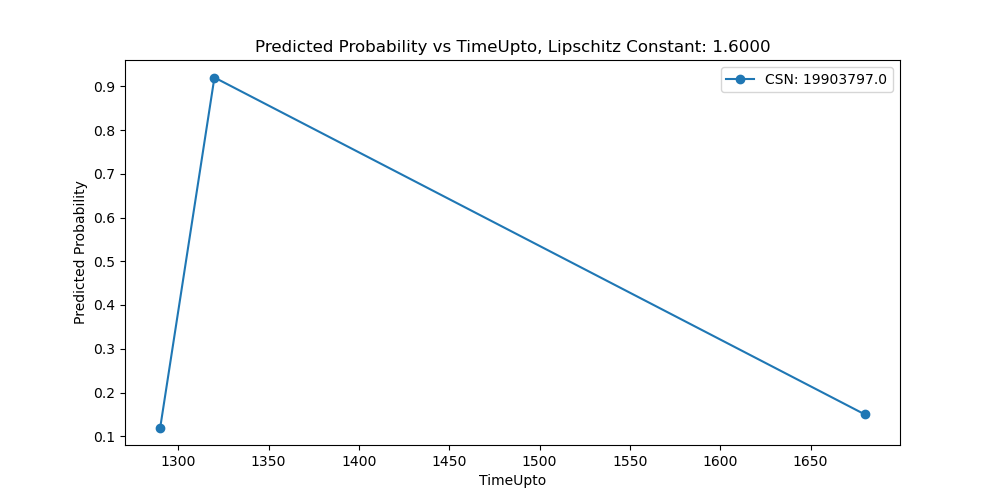 Predicted Probability vs TimeUpto, Lipschitz Constant: 1.6000
CSN: 19903797.0
Predicted Probability
0.9
0.8
0.7
0.6
0.5
0.4
0.3
0.2
0.1
1300 1350 1400 1450 1500 1550 1600 1650
TimeUpto